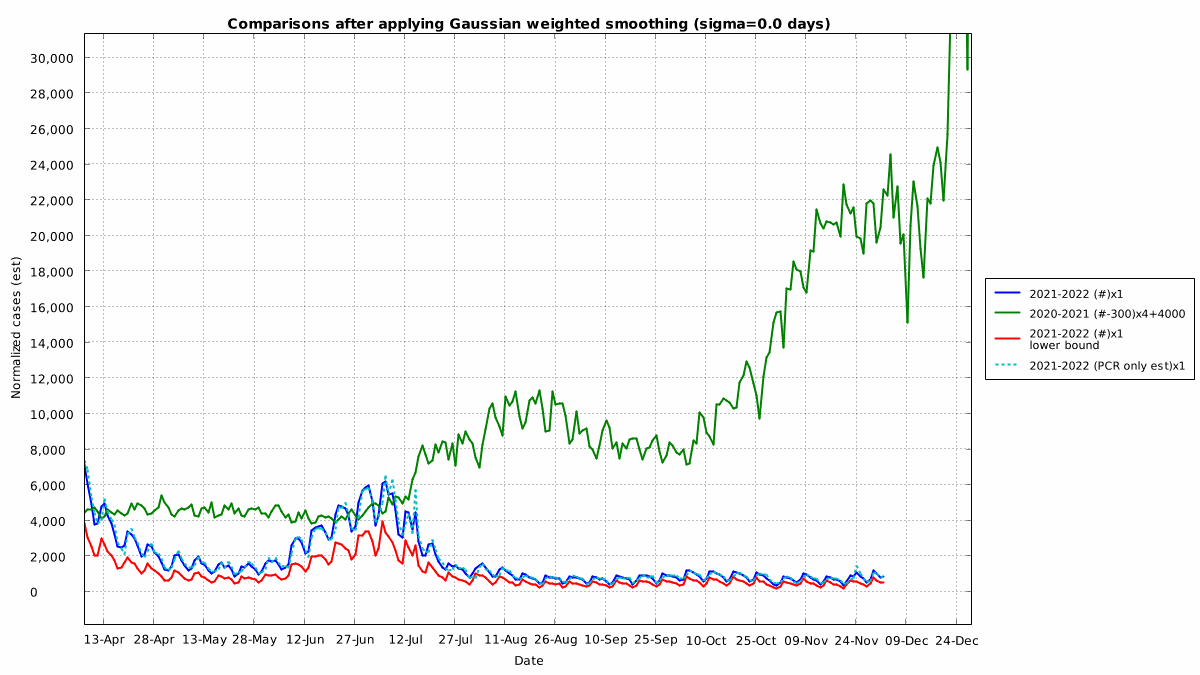 Comparisons after applying Gaussian weighted smoothing (sigma=0.0 days)
30,000
28,000
26,000
24,000
22,000
20,000
18,000
16,000
14,000
12,000
10,000
8,000
6,000
4,000
2,000
0
Normalized cases (est)
13-Apr 28-Apr 13-May 28-May 12-Jun 27-Jun 12-Jul 27-Jul 11-Aug 26-Aug 10-Sep 25-Sep 10-Oct 25-Oct 09-Nov 24-Nov 09-Dec 24-Dec
Date
2021-2022 (#)x1
2020-2021 (#-300)x4+4000
2021-2022 (#)x1
lower bound
2021-2022 (PCR only est)x1